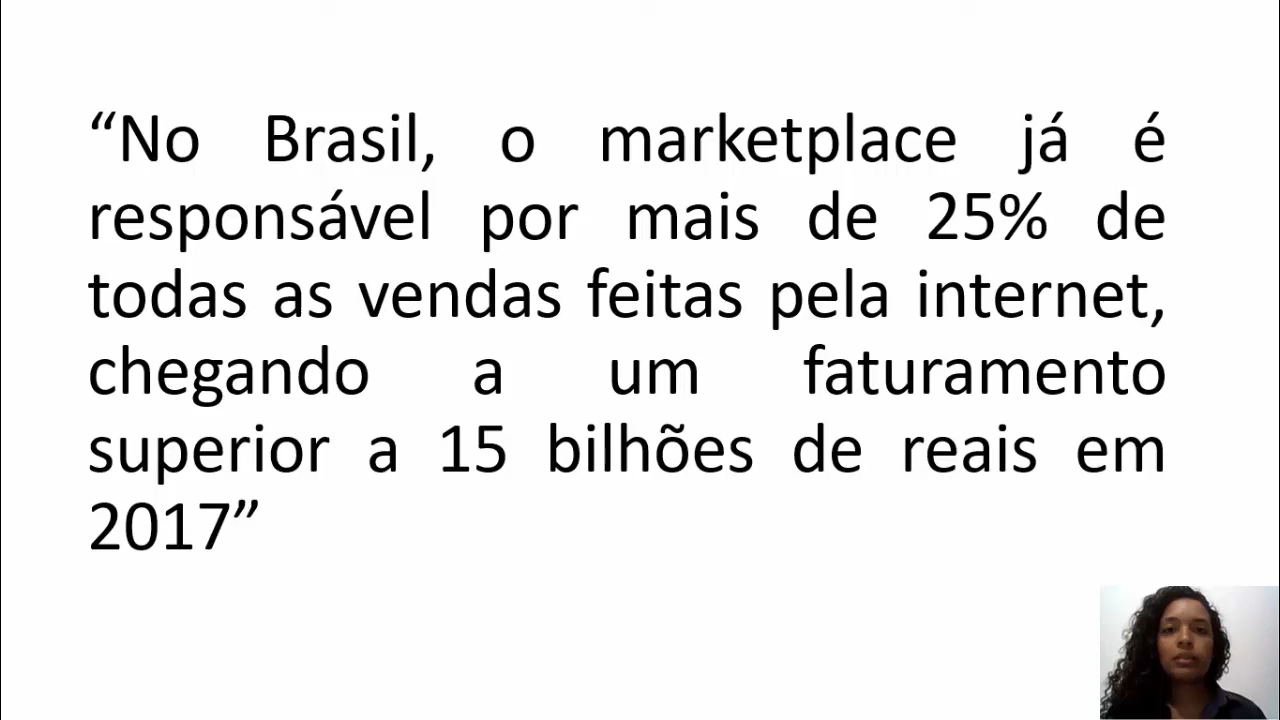 “No Brasil, o marketplace já é
responsável por mais de 25% de
todas as vendas feitas pela internet,
chegando a um faturamento
superior a 15 bilhões de reais em
2017”